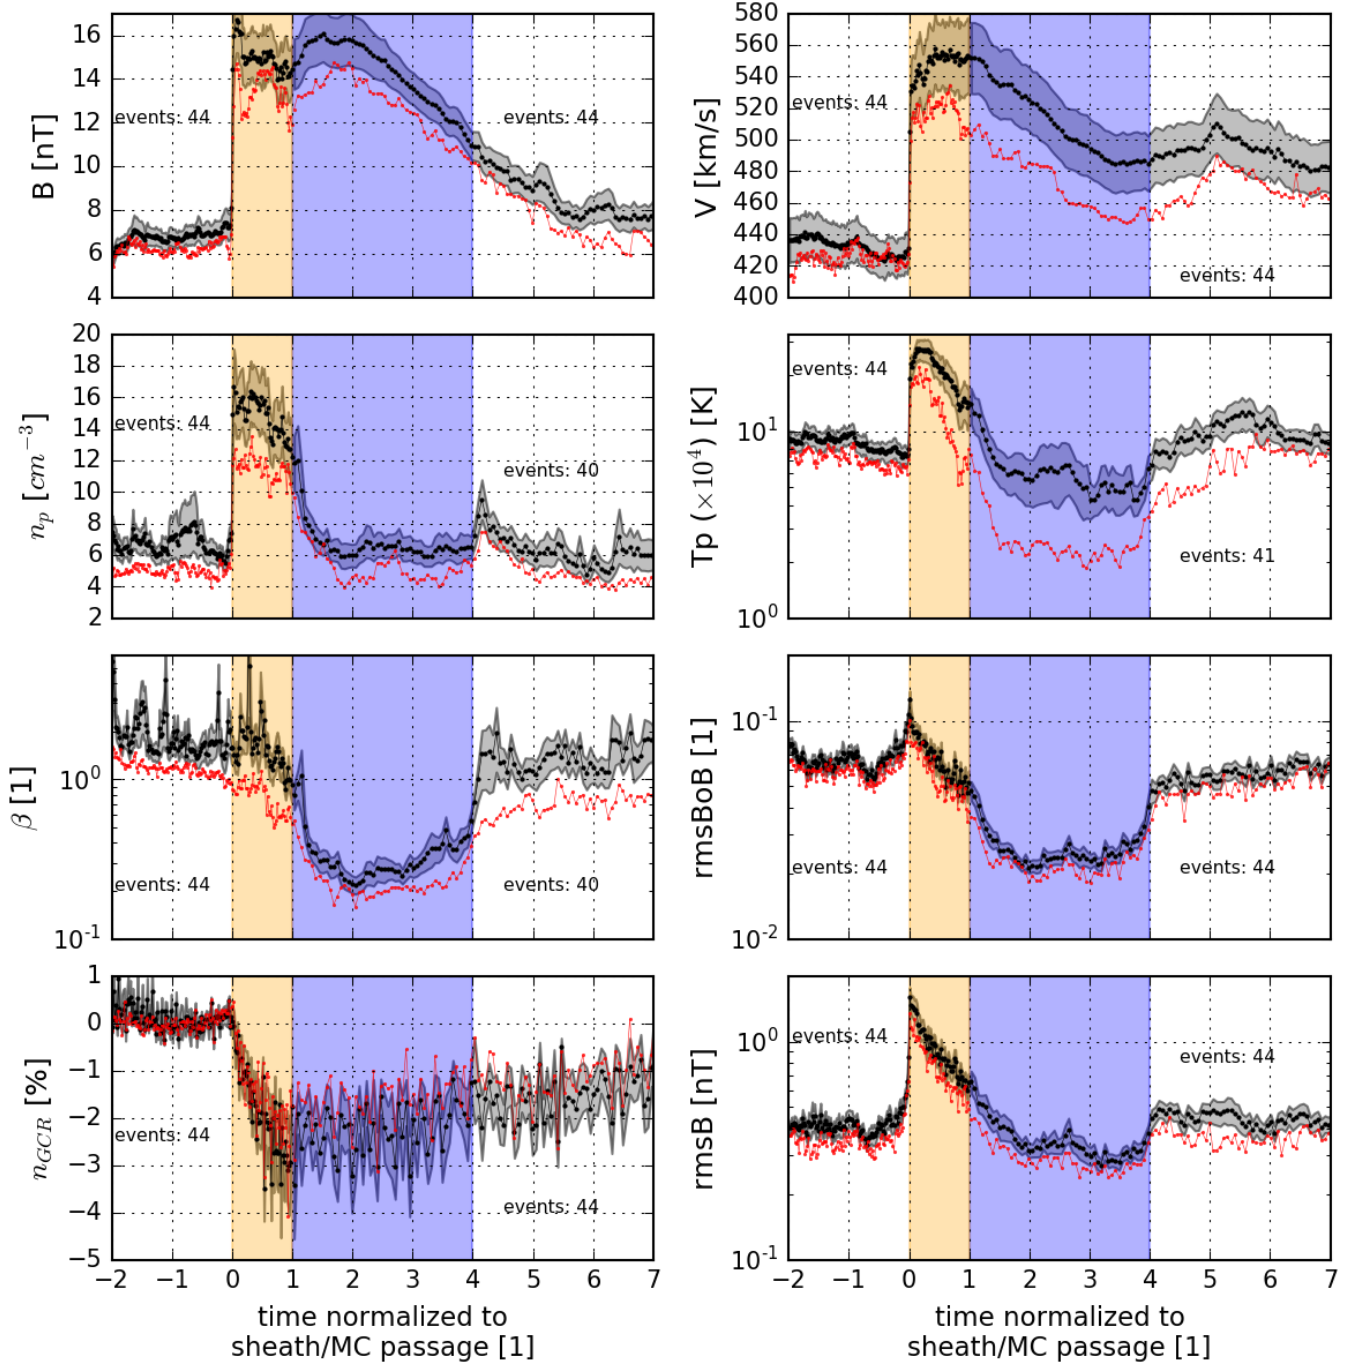 16
14
12
10
8
6
4
B [nT]
events: 44
events: 44
580
560
540
520
500
480
460
440
420
400
V [km/s]
events: 44
events: 44
20
18
16
14
12
10
8
6
4
2
n_p [cm^{-3}]
events: 44
events: 40
10^1
10^0
Tp (×10^4) [K]
events: 44
events: 41
10^0
10^{-1}
β [1]
events: 44
events: 40
10^{-1}
10^{-2}
rmsBoB [1]
events: 44
events: 44
1
0
−1
−2
−3
−4
−5
n_{GCR} [%]
events: 44
events: 44
−2 −1 0 1 2 3 4 5 6 7
time normalized to
sheath/MC passage [1]
10^0
10^{-1}
rmsB [nT]
events: 44
events: 44
−2 −1 0 1 2 3 4 5 6 7
time normalized to
sheath/MC passage [1]